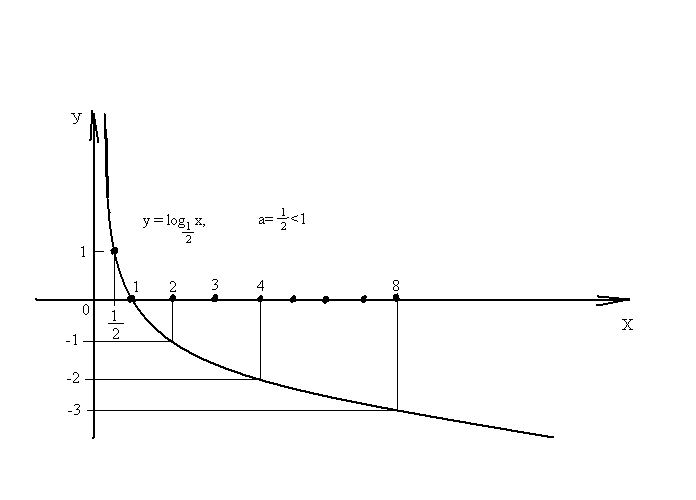 y
y = log_{1/2} x, a= 1/2 <1
1
1 2 3 4 8
0 1/2 x
-1
-2
-3